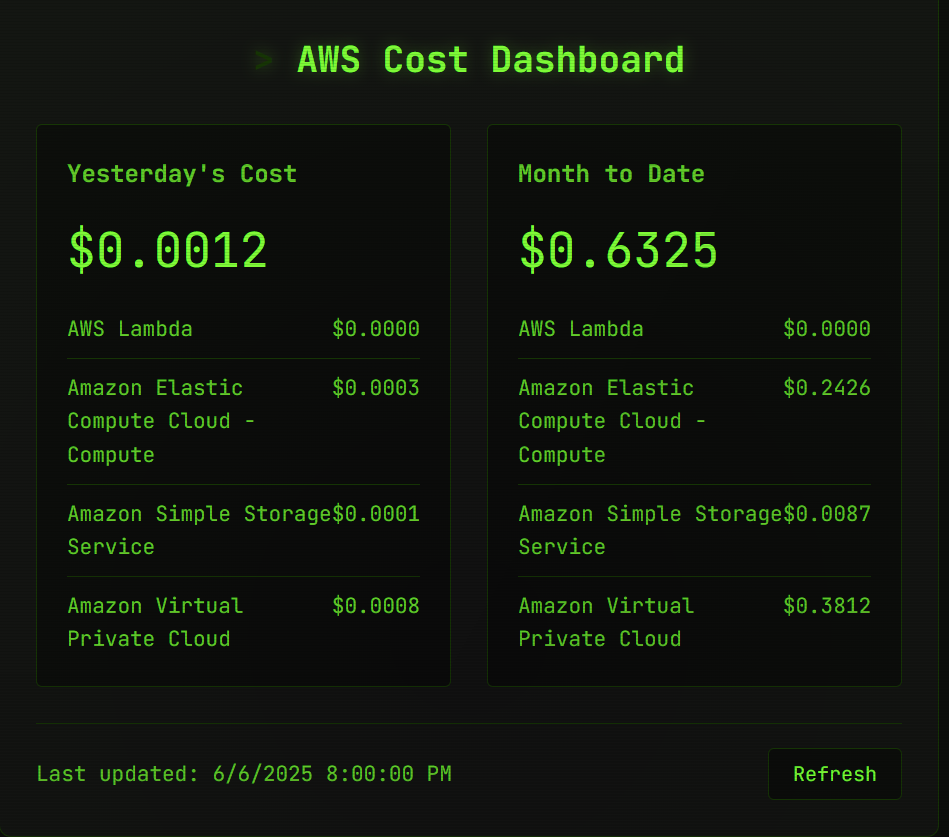 > AWS Cost Dashboard
Yesterday's Cost
$0.0012
AWS Lambda $0.0000
Amazon Elastic $0.0003
Compute Cloud -
Compute
Amazon Simple Storage$0.0001
Service
Amazon Virtual $0.0008
Private Cloud
Month to Date
$0.6325
AWS Lambda $0.0000
Amazon Elastic $0.2426
Compute Cloud -
Compute
Amazon Simple Storage$0.0087
Service
Amazon Virtual $0.3812
Private Cloud
Last updated: 6/6/2025 8:00:00 PM
Refresh